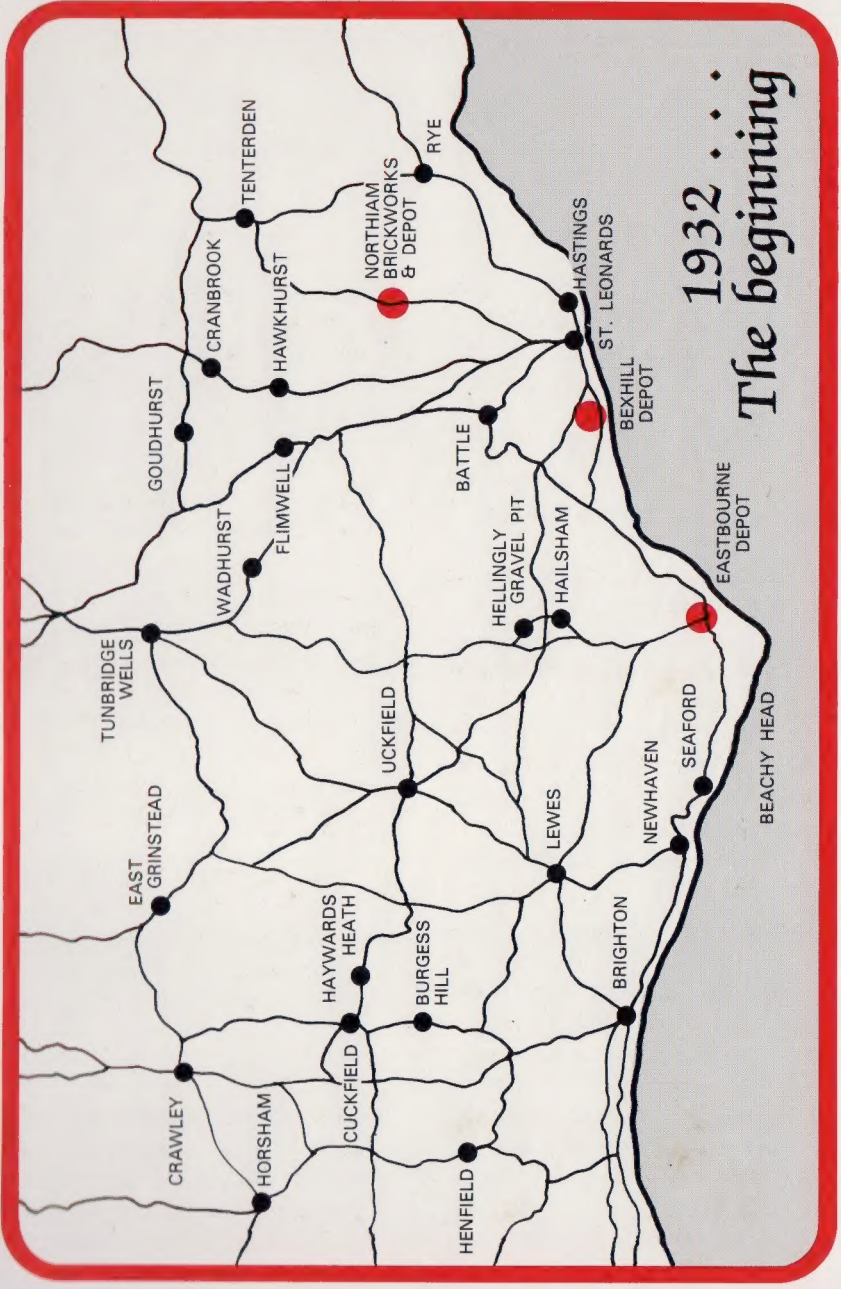 1932 . . . .
The beginning
CRAWLEY
HORSHAM
EAST
GRINSTEAD
TUNBRIDGE
WELLS
WADHURST
FLIMWELL
GOUDHURST
CRANBROOK
HAWKHURST
TENTERDEN
NORTHIAM
BRICKWORKS
& DEPOT
RYE
CUCKFIELD
HAYWARDS
HEATH
BURGESS
HILL
HENFIELD
UCKFIELD
HELLINGLY
GRAVEL PIT
HAILSHAM
BATTLE
HASTINGS
ST. LEONARDS
BEXHILL
DEPOT
LEWES
BRIGHTON
NEWHAVEN
SEAFORD
EASTBOURNE
DEPOT
BEACHY HEAD